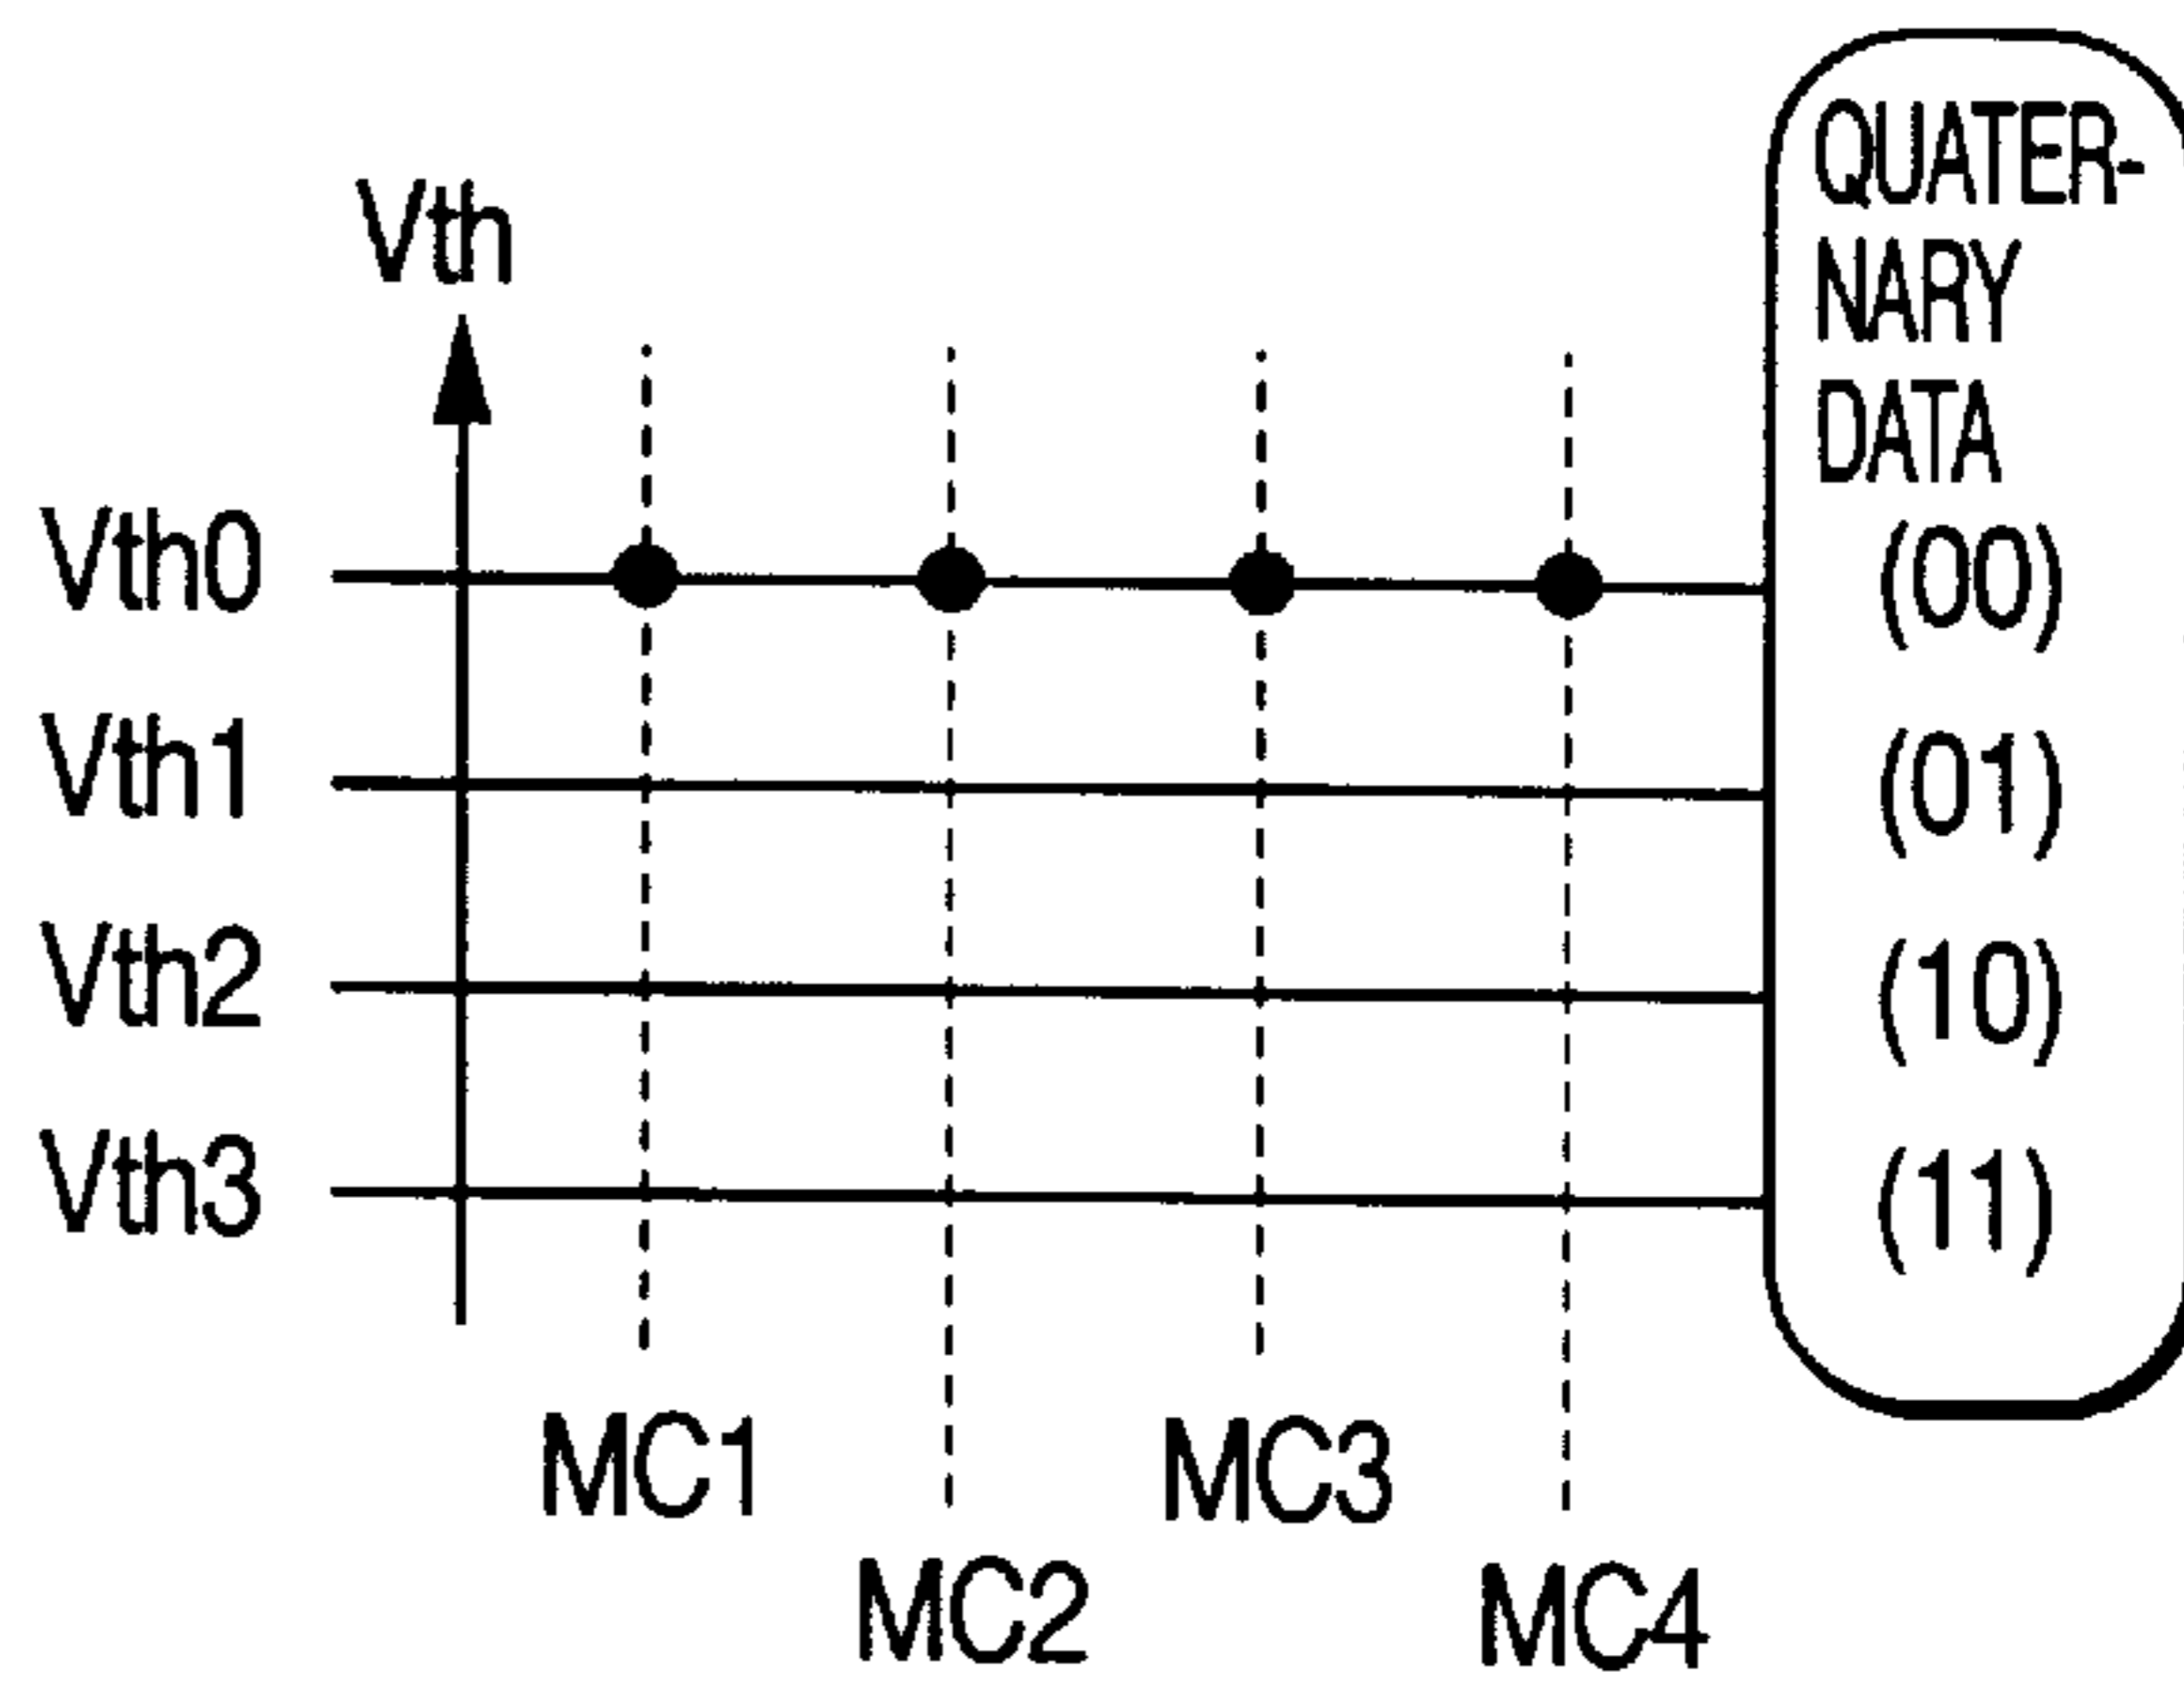 QUATER-
NARY
DATA
Vth
Vth0
(00)
Vth1
(01)
Vth2
(10)
Vth3
(11)
MC1
MC3
MC2
MC4